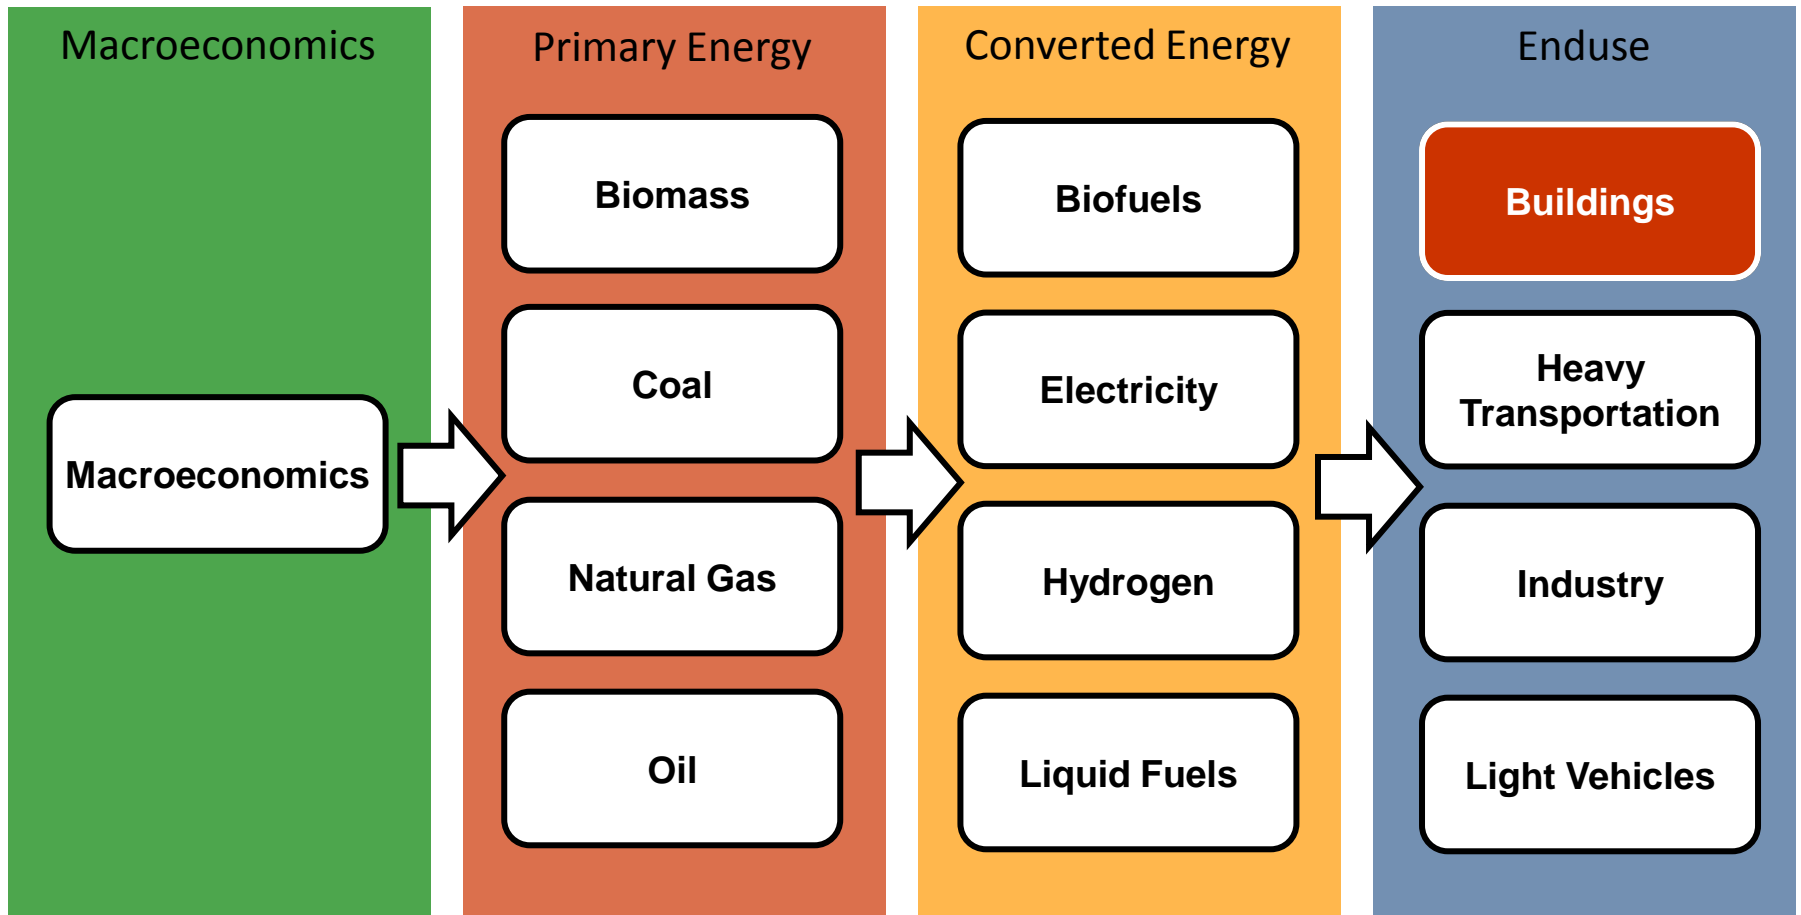 Macroeconomics
Primary Energy
Converted Energy
Enduse
Macroeconomics
Biomass
Coal
Natural Gas
Oil
Biofuels
Electricity
Hydrogen
Liquid Fuels
Buildings
Heavy
Transportation
Industry
Light Vehicles